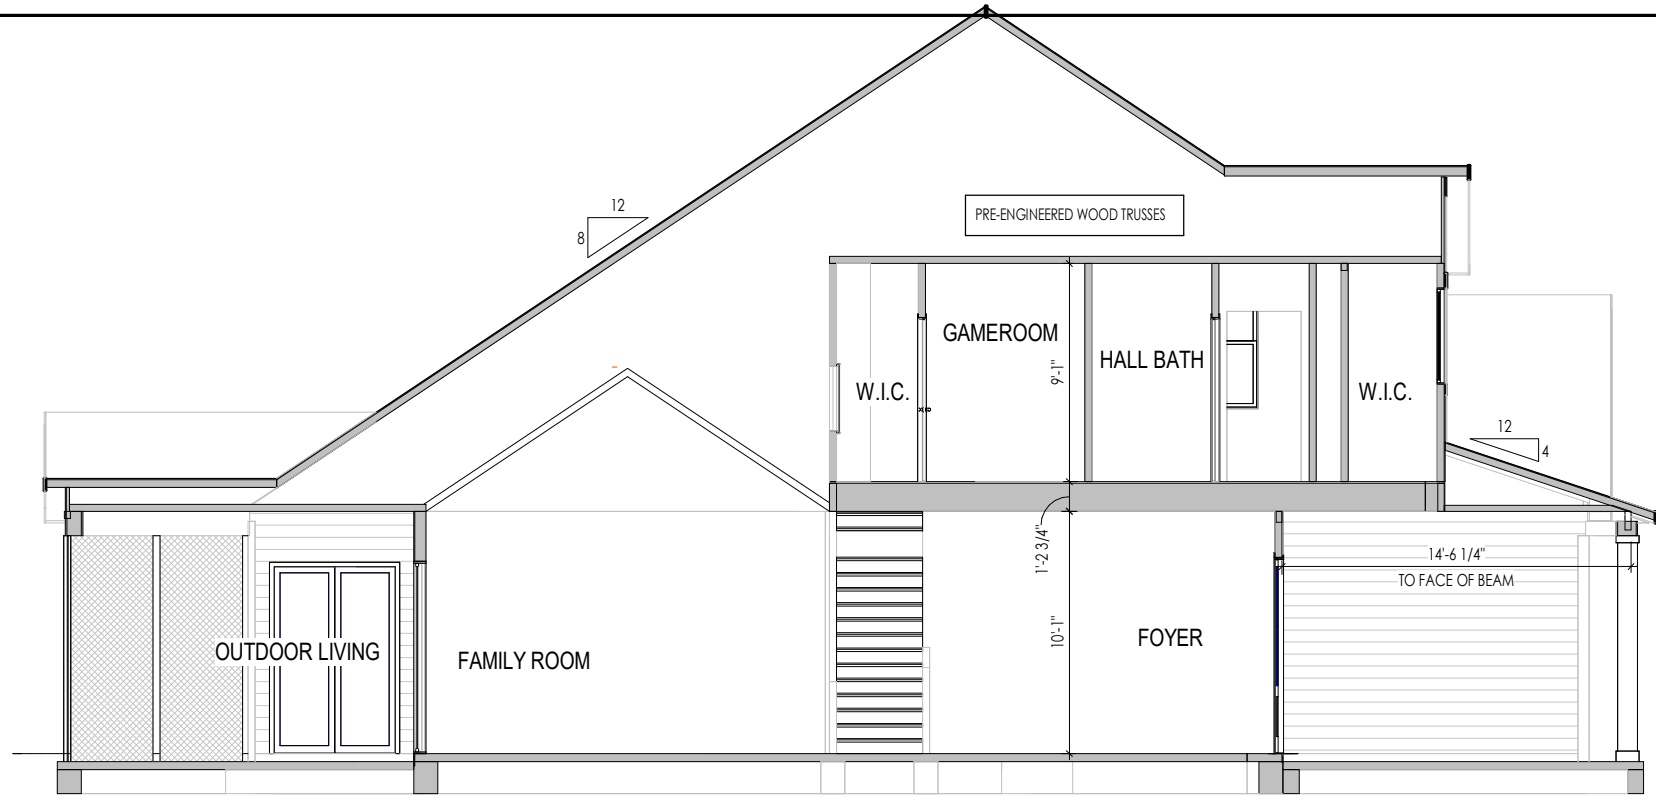 12
8
PRE-ENGINEERED WOOD TRUSSES
GAMEROOM
HALL BATH
W.I.C.
9'-1"
W.I.C.
12
4
1'-2 3/4"
14'-6 1/4"
TO FACE OF BEAM
OUTDOOR LIVING
FAMILY ROOM
10'-1"
FOYER